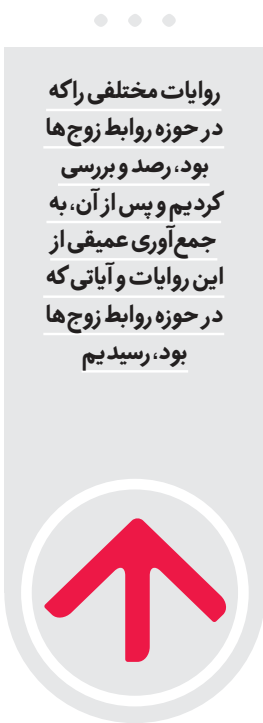 روایات مختلفی راکه
در حوزه روابط زوج‌ها
بود، رصد و بررسی
کردیم و پس از آن، به
جمع‌آوری عمیقی از
این روایات و آیاتی که
در حوزه روابط زوج‌ها
بود، رسیدیم